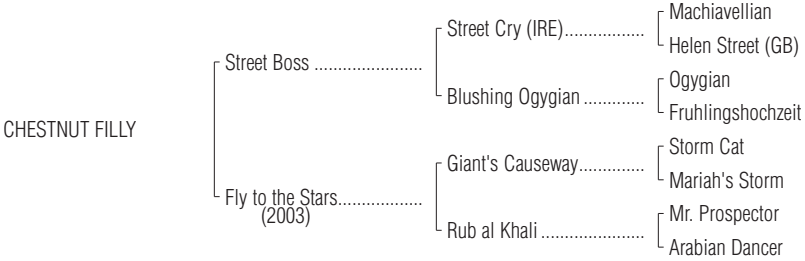 CHESTNUT FILLY
Street Boss ......................
Fly to the Stars..................
(2003)
Street Cry (IRE).................
Blushing Ogygian .............
Giant's Causeway..............
Rub al Khali ......................
Machiavellian
Helen Street (GB)
Ogygian
Fruhlingshochzeit
Storm Cat
Mariah's Storm
Mr. Prospector
Arabian Dancer